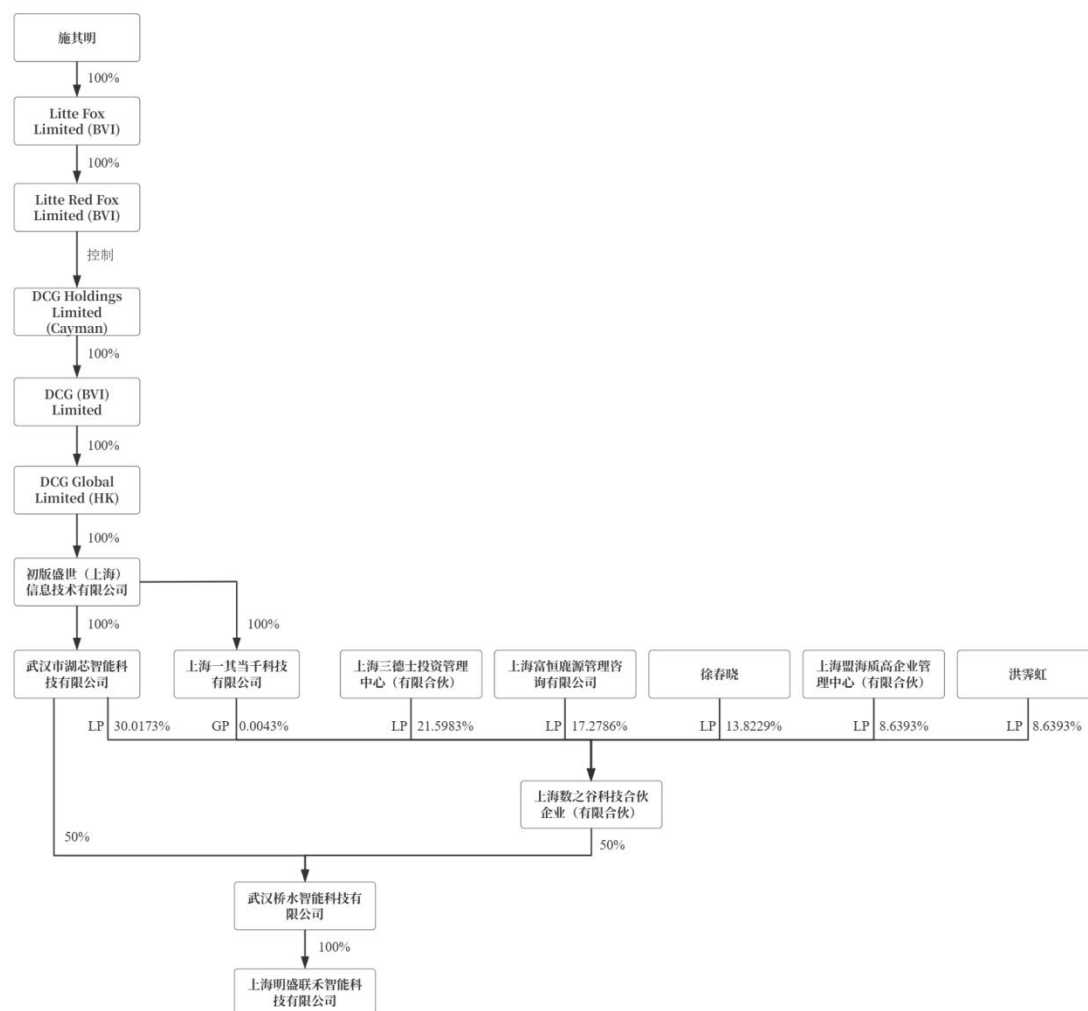 施其明
100%
Litte Fox
Limited (BVI)
100%
Litte Red Fox
Limited (BVI)
控制
DCG Holdings
Limited
(Cayman)
100%
DCG (BVI)
Limited
100%
DCG Global
Limited (HK)
100%
初版盛世（上海）
信息技术有限公司
100%
100%
武汉市湖芯智能科
技有限公司
上海一其当千科技
有限公司
上海三德士投资管理
中心（有限合伙）
上海富恒鹿源管理咨
询有限公司
徐春晓
上海盟海质高企业管
理中心（有限合伙）
洪霁虹
LP 30.0173%
GP 0.0043%
LP 21.5983%
LP 17.2786%
LP 13.8229%
LP 8.6393%
LP 8.6393%
上海数之谷科技合伙
企业（有限合伙）
50%
50%
武汉桥水智能科技有
限公司
100%
上海明盛联禾智能科
技有限公司